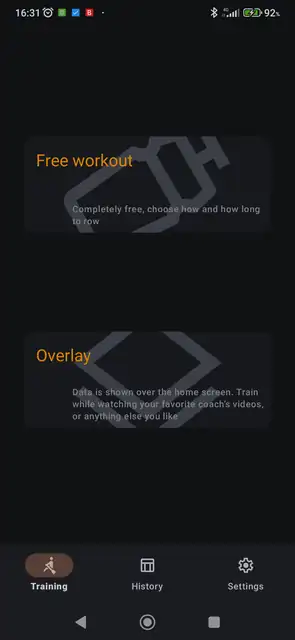 16:31
4G
92%
Free workout
Completely free, choose how and how long
to row
Overlay
Data is shown over the home screen. Train
while watching your favorite coach's videos,
or anything else you like
Training
History
Settings